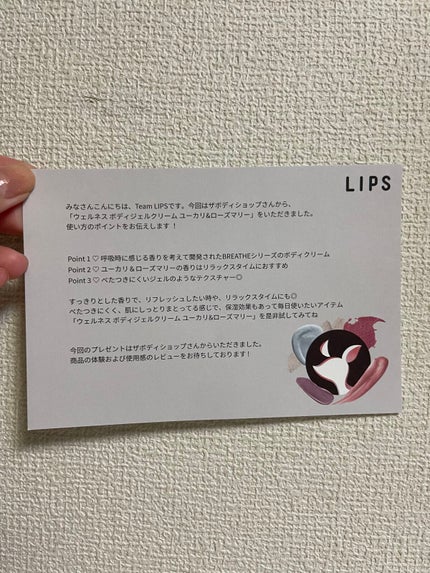 LIPS
みなさんこんにちは、Team LIPSです。今回はザボディショップさんから、
「ウェルネス ボディジェルクリーム ユーカリ&ローズマリー」をいただきました。
使い方のポイントをお伝えします！
Point 1 ♡ 呼吸時に感じる香りを考えて開発されたBREATHEシリーズのボディクリーム
Point 2 ♡ ユーカリ＆ローズマリーの香りはリラックスタイムにおすすめ
Point 3 ♡ べたつきにくいジェルのようなテクスチャー◎
すっきりとした香りで、リフレッシュしたい時や、リラックスタイムにも◎
べたつきにくく、肌にしっとりまとってる感じで、保湿効果もあって毎日使いたいアイテム
「ウェルネス ボディジェルクリーム ユーカリ&ローズマリー」を是非試してみてね
今回のプレゼントはザボディショップさんからいただきました。
商品の体験および使用感のレビューをお待ちしております！